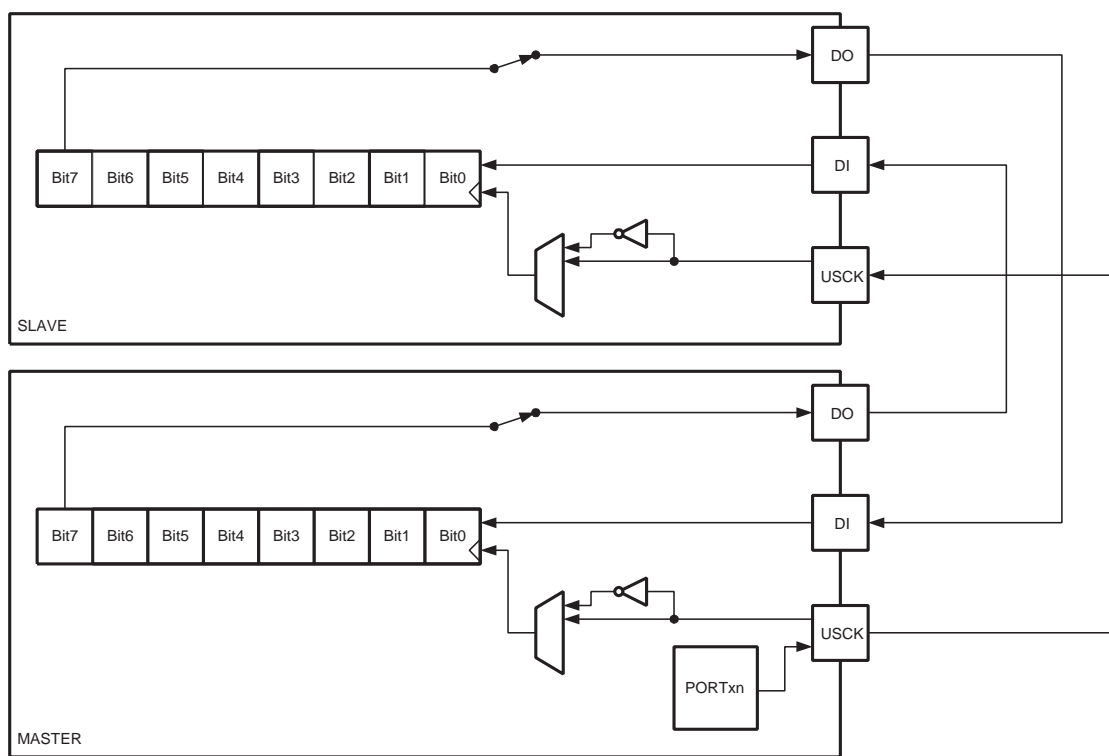 DO
Bit7 Bit6 Bit5 Bit4 Bit3 Bit2 Bit1 Bit0
DI
USCK
SLAVE
DO
Bit7 Bit6 Bit5 Bit4 Bit3 Bit2 Bit1 Bit0
DI
USCK
PORTxn
MASTER